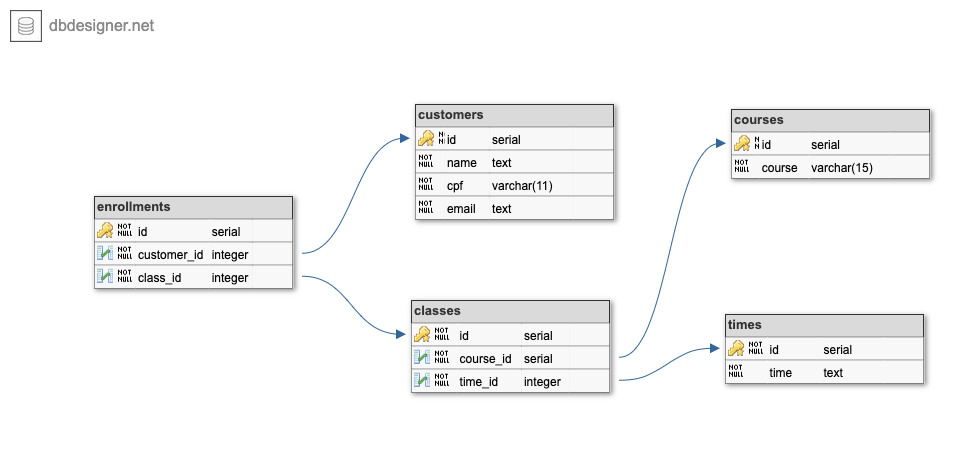 dbdesigner.net
customers
NOT NULL id serial
NOT NULL name text
NOT NULL cpf varchar(11)
NOT NULL email text
courses
NOT NULL id serial
NOT NULL course varchar(15)
enrollments
NOT NULL id serial
NOT NULL customer_id integer
NOT NULL class_id integer
classes
NOT NULL id serial
NOT NULL course_id serial
NOT NULL time_id integer
times
NOT NULL id serial
NOT NULL time text